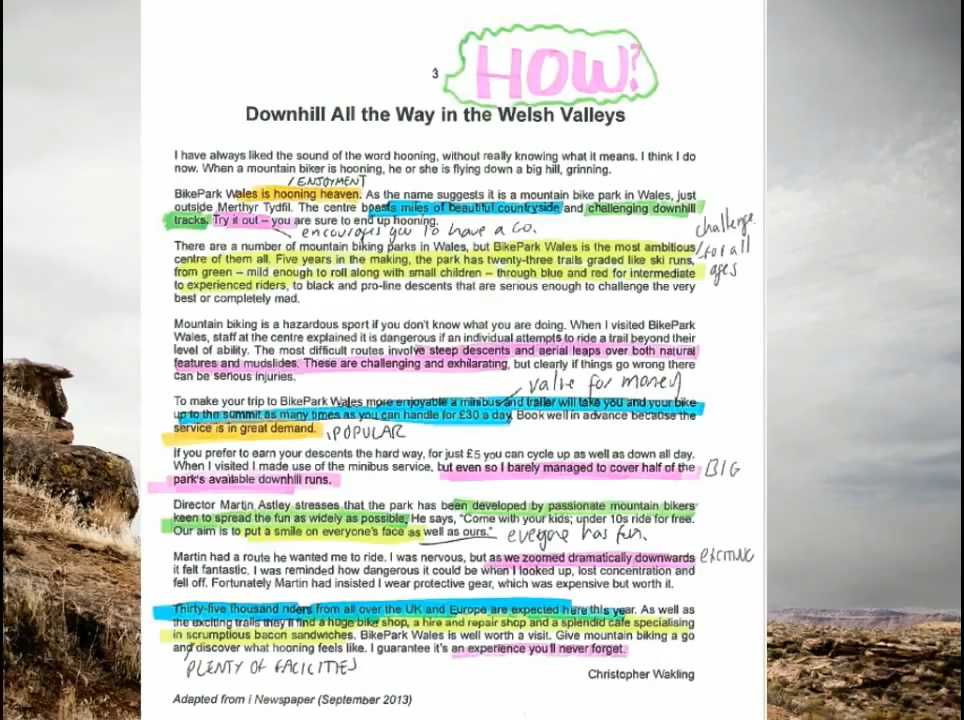 3
HOW?
Downhill All the Way in the Welsh Valleys
I have always liked the sound of the word hooning, without really knowing what it means. I think I do
now. When a mountain biker is hooning, he or she is flying down a big hill, grinning.
ENJOYMENT
BikePark Wales is hooning heaven. As the name suggests it is a mountain bike park in Wales, just
outside Merthyr Tydfil. The centre boasts miles of beautiful countryside and challenging downhill
tracks. Try it out – you are sure to end up hooning.
encourages you to have a go.
challenge
for all
ages
There are a number of mountain biking parks in Wales, but BikePark Wales is the most ambitious
centre of them all. Five years in the making, the park has twenty-three trails graded like ski runs,
from green – mild enough to roll along with small children – through blue and red for intermediate
to experienced riders, to black and pro-line descents that are serious enough to challenge the very
best or completely mad.
Mountain biking is a hazardous sport if you don't know what you are doing. When I visited BikePark
Wales, staff at the centre explained it is dangerous if an individual attempts to ride a trail beyond their
level of ability. The most difficult routes involve steep descents and aerial leaps over both natural
features and mudslides. These are challenging and exhilarating, but clearly if things go wrong there
can be serious injuries.
value for money
To make your trip to BikePark Wales more enjoyable a minibus and trailer will take you and your bike
up to the summit as many times as you can handle for £30 a day. Book well in advance because the
service is in great demand.
POPULAR
If you prefer to earn your descents the hard way, for just £5 you can cycle up as well as down all day.
When I visited I made use of the minibus service, but even so I barely managed to cover half of the
park's available downhill runs.
BIG
Director Martin Astley stresses that the park has been developed by passionate mountain bikers
keen to spread the fun as widely as possible. He says, "Come with your kids; under 10s ride for free.
Our aim is to put a smile on everyone's face as well as ours."
everyone has fun.
Martin had a route he wanted me to ride. I was nervous, but as we zoomed dramatically downwards
exciting
it felt fantastic. I was reminded how dangerous it could be when I looked up, lost concentration and
fell off. Fortunately Martin had insisted I wear protective gear, which was expensive but worth it.
Thirty-five thousand riders from all over the UK and Europe are expected here this year. As well as
the exciting trails they'll find a huge bike shop, a hire and repair shop and a splendid cafe specialising
in scrumptious bacon sandwiches. BikePark Wales is well worth a visit. Give mountain biking a go
and discover what hooning feels like. I guarantee it's an experience you'll never forget.
PLENTY OF FACILITIES
Christopher Wakling
Adapted from i Newspaper (September 2013)